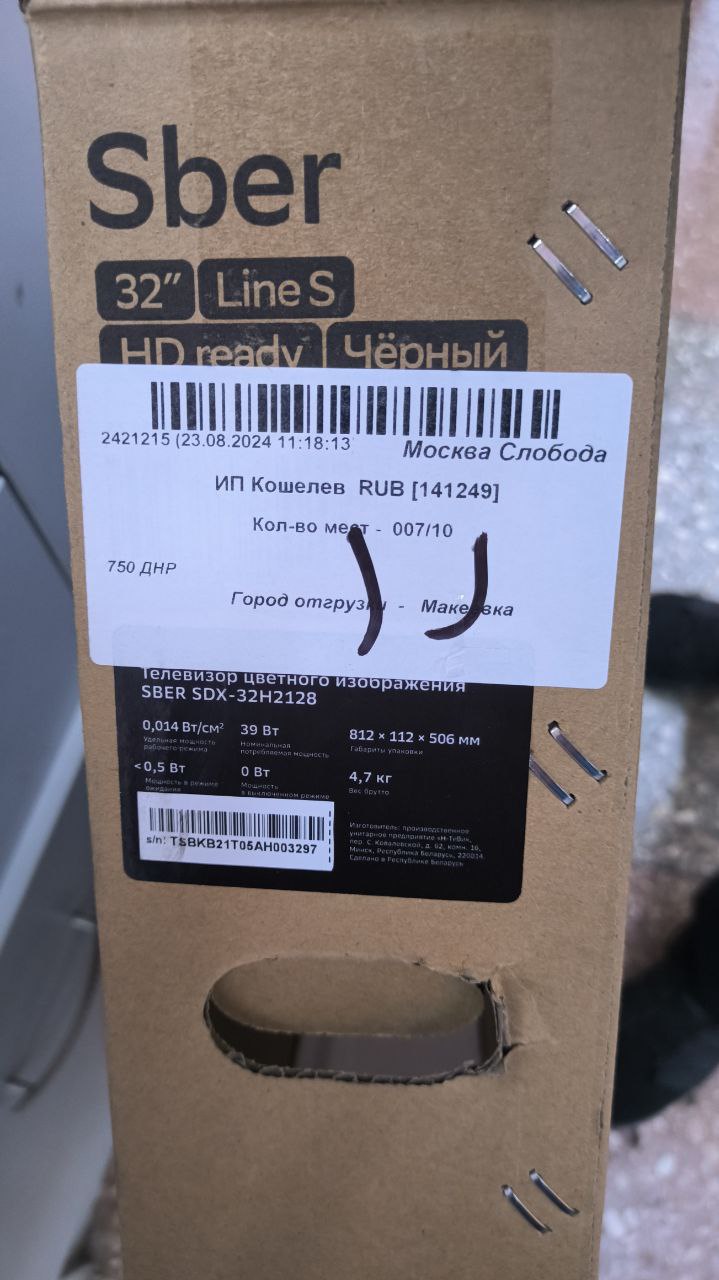 Sber
32″ Line S
HD ready Чёрный
2421215 (23.08.2024 11:18:13
Москва Слобода
ИП Кошелев RUB [141249]
Кол-во мест - 007/10
750 ДНР
Город отгрузки - Макеевка
Телевизор цветного изображения
SBER SDX-32H2128
0,014 Вт/см² 39 Вт 812 × 112 × 506 мм
Удельная мощность рабочего режима
Номинальная потребляемая мощность
Габариты упаковки
<0,5 Вт 0 Вт 4,7 кг
Мощность в режиме ожидания
Мощность в выключенном режиме
Вес брутто
s/n: TSBKB21T05AH003297
Изготовитель: производственное
унитарное предприятие «Н-ТеВи»,
пер. С. Ковалевской, д. 62, комн. 16,
Минск, Республика Беларусь, 220014.
Сделано в Республике Беларусь